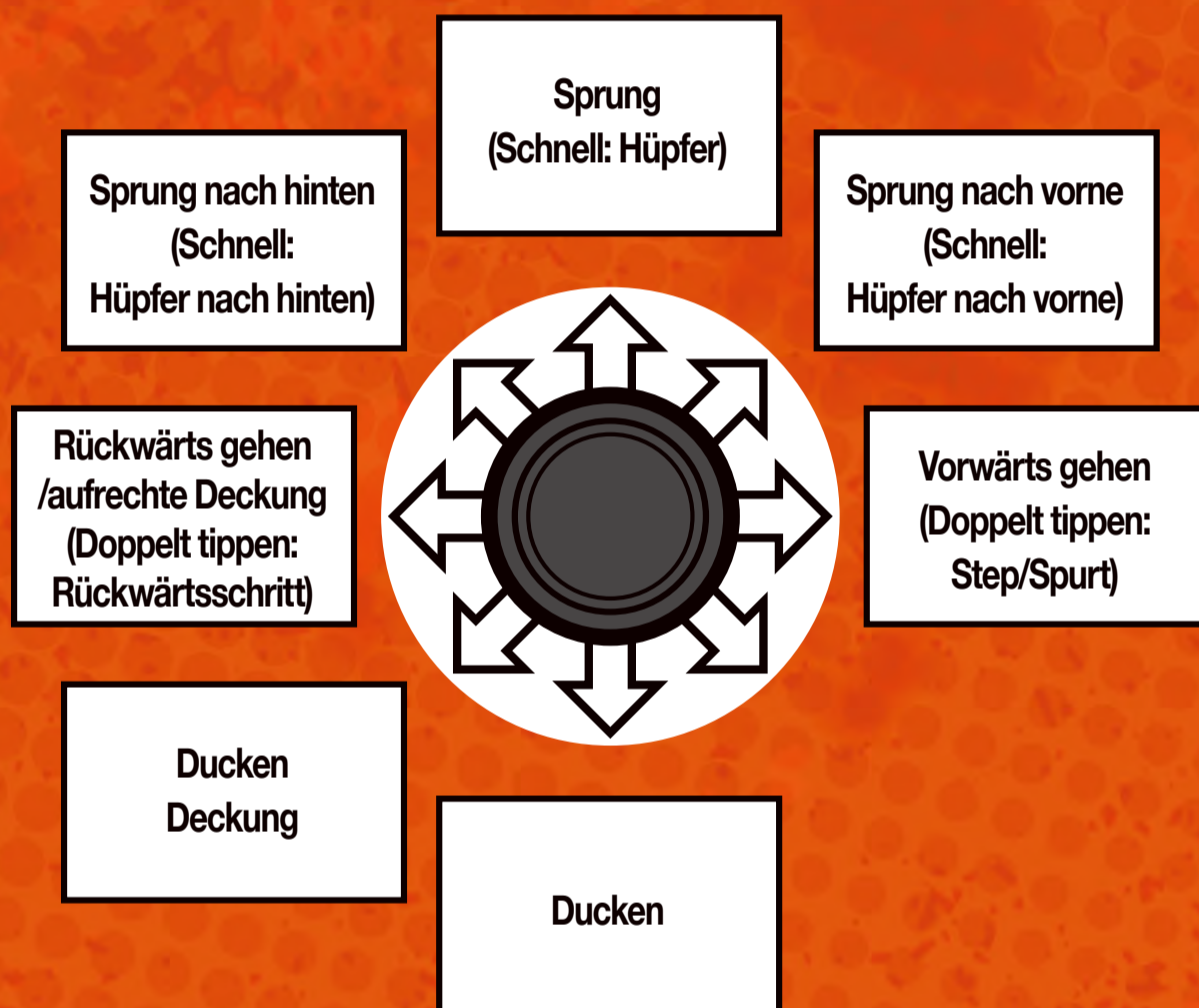 Sprung
(Schnell: Hüpfer)
Sprung nach hinten
(Schnell:
Hüpfer nach hinten)
Sprung nach vorne
(Schnell:
Hüpfer nach vorne)
Rückwärts gehen
/aufrechte Deckung
(Doppelt tippen:
Rückwärtsschritt)
Vorwärts gehen
(Doppelt tippen:
Step/Spurt)
Ducken
Deckung
Ducken